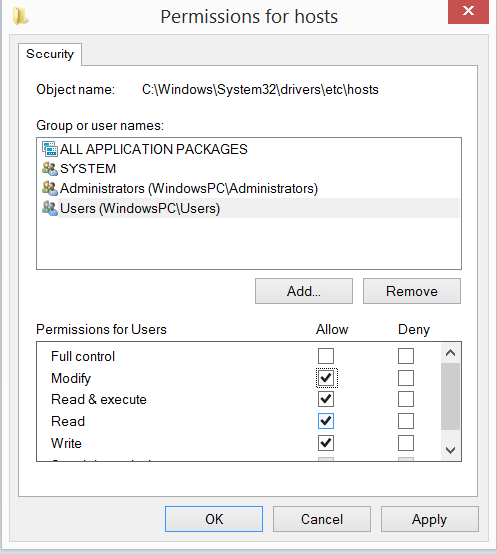 Permissions for hosts
Security
Object name: C:\Windows\System32\drivers\etc\hosts
Group or user names:
ALL APPLICATION PACKAGES
SYSTEM
Administrators (WindowsPC\Administrators)
Users (WindowsPC\Users)
Add... Remove
Permissions for Users Allow Deny
Full control
Modify
Read & execute
Read
Write
OK Cancel Apply